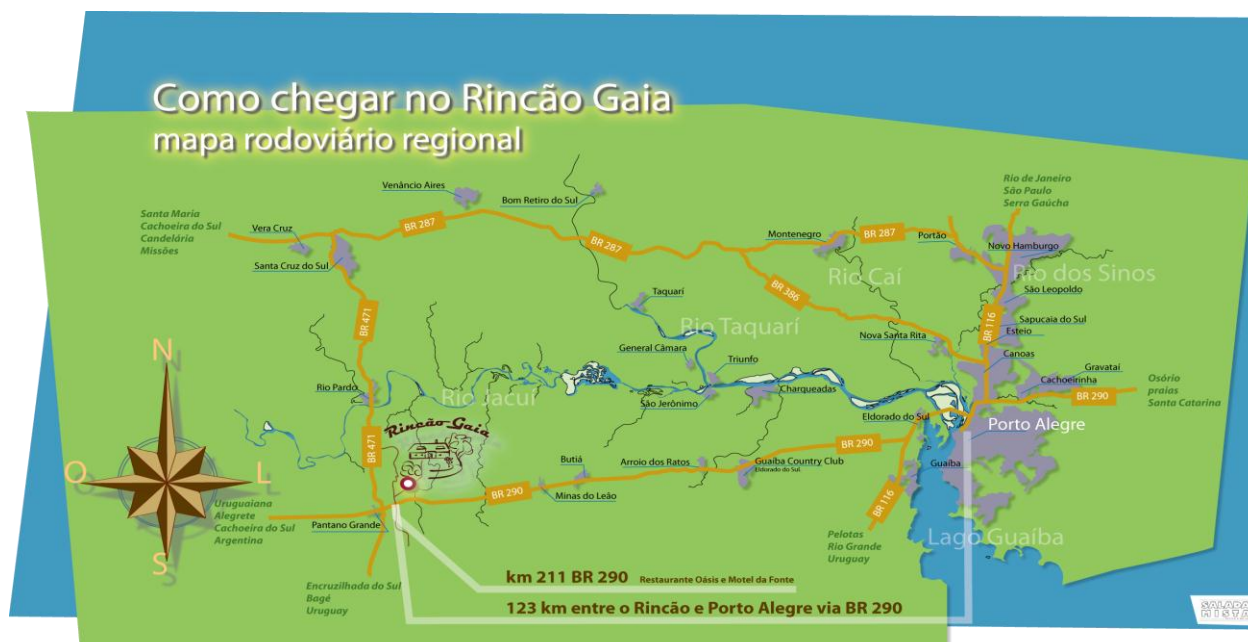 Como chegar no Rincão Gaia
mapa rodoviário regional
Rio de Janeiro
São Paulo
Serra Gaúcha
Venâncio Aires
Bom Retiro do Sul
Santa Maria
Cachoeira do Sul
Candelária
Missões
Vera Cruz
BR 287
BR 287
Montenegro
BR 287
Portão
Novo Hamburgo
Santa Cruz do Sul
Rio Caí
Rio dos Sinos
BR 386
São Leopoldo
Taquari
BR 471
Rio Taquarí
BR 116
Sapucaia do Sul
Esteio
Nova Santa Rita
General Câmara
Triunfo
Canoas
Gravataí
Cachoeirinha
Rio Pardo
Rio Jacuí
São Jerônimo
Charqueadas
BR 290
Osório
praias
Santa Catarina
N
O
L
S
Rincão Gaia
Eldorado do Sul
Porto Alegre
BR 471
BR 290
Butiá
Arroio dos Ratos
Guaíba Country Club
Eldorado do Sul
Guaíba
BR 290
Minas do Leão
BR 116
Uruguaiana
Alegrete
Cachoeira do Sul
Argentina
Pantano Grande
Pelotas
Rio Grande
Uruguay
Lago Guaíba
Encruzilhada do Sul
Bagé
Uruguay
km 211 BR 290 Restaurante Oásis e Motel da Fonte
123 km entre o Rincão e Porto Alegre via BR 290
SALADA
MISTA